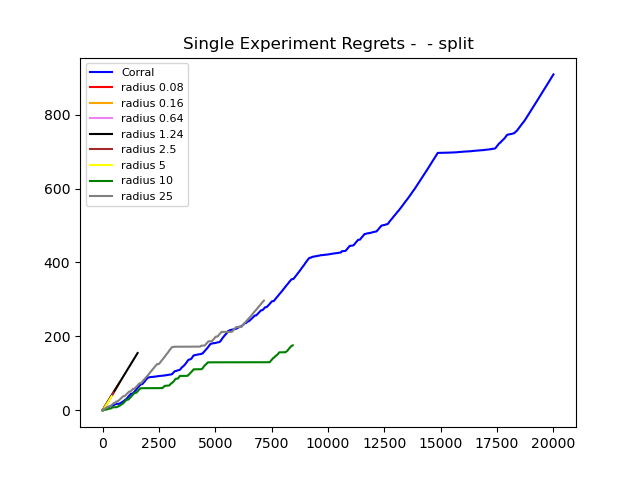 Single Experiment Regrets -  - split
Corral
radius 0.08
radius 0.16
radius 0.64
radius 1.24
radius 2.5
radius 5
radius 10
radius 25
800
600
400
200
0
0 2500 5000 7500 10000 12500 15000 17500 20000